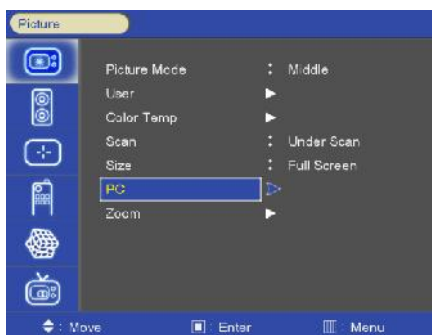 Picture
Picture Mode : Middle
User
Color Temp
Scan : Under Scan
Size : Full Screen
PC
Zoom
: Move : Enter : Menu